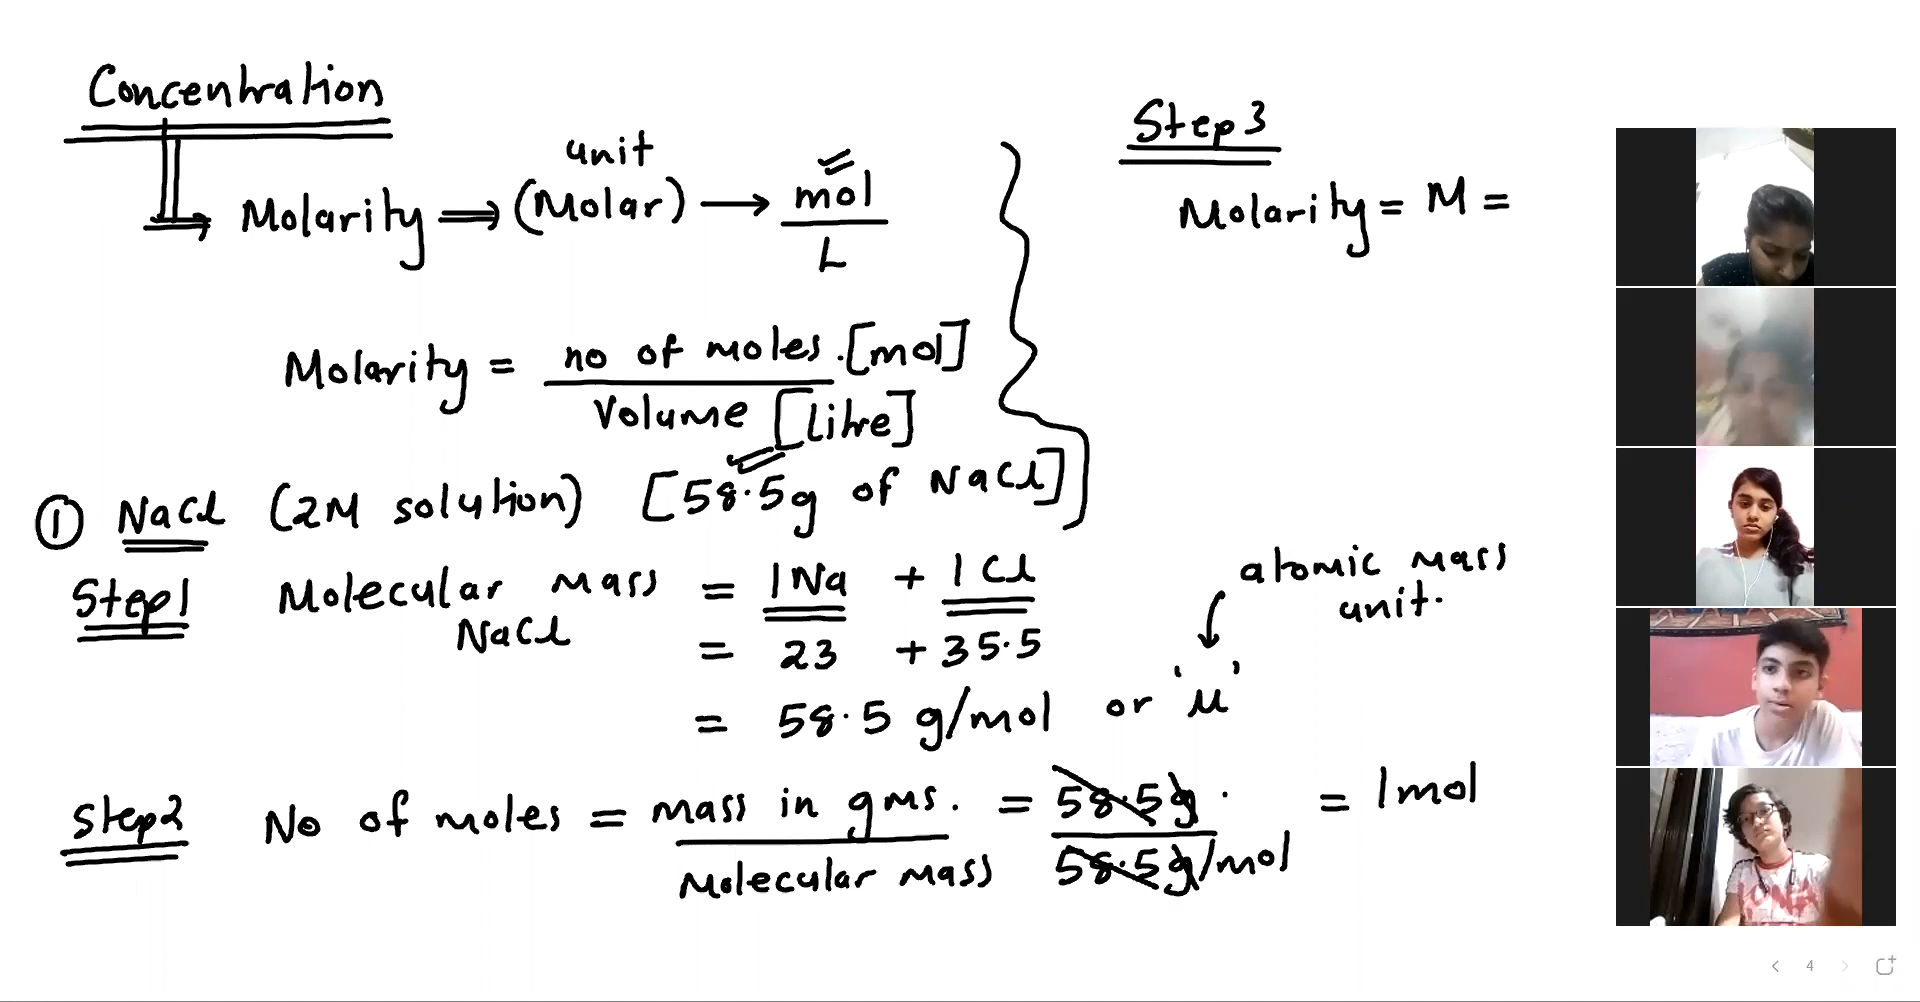 Concentration
unit
Molarity ⟹ (Molar) ⟶ mol
L
Molarity = no of moles. [mol]
Volume [Litre]
① NaCl (2M solution) [58.5g of NaCl]
Step1 Molecular mass = 1Na + 1Cl
NaCl = 23 + 35.5
= 58.5 g/mol or 'u'
atomic mass
unit.
Step2 No of moles = mass in gms. = 58.5g. = 1mol
Molecular mass 58.5g/mol
Step3
Molarity = M =
4